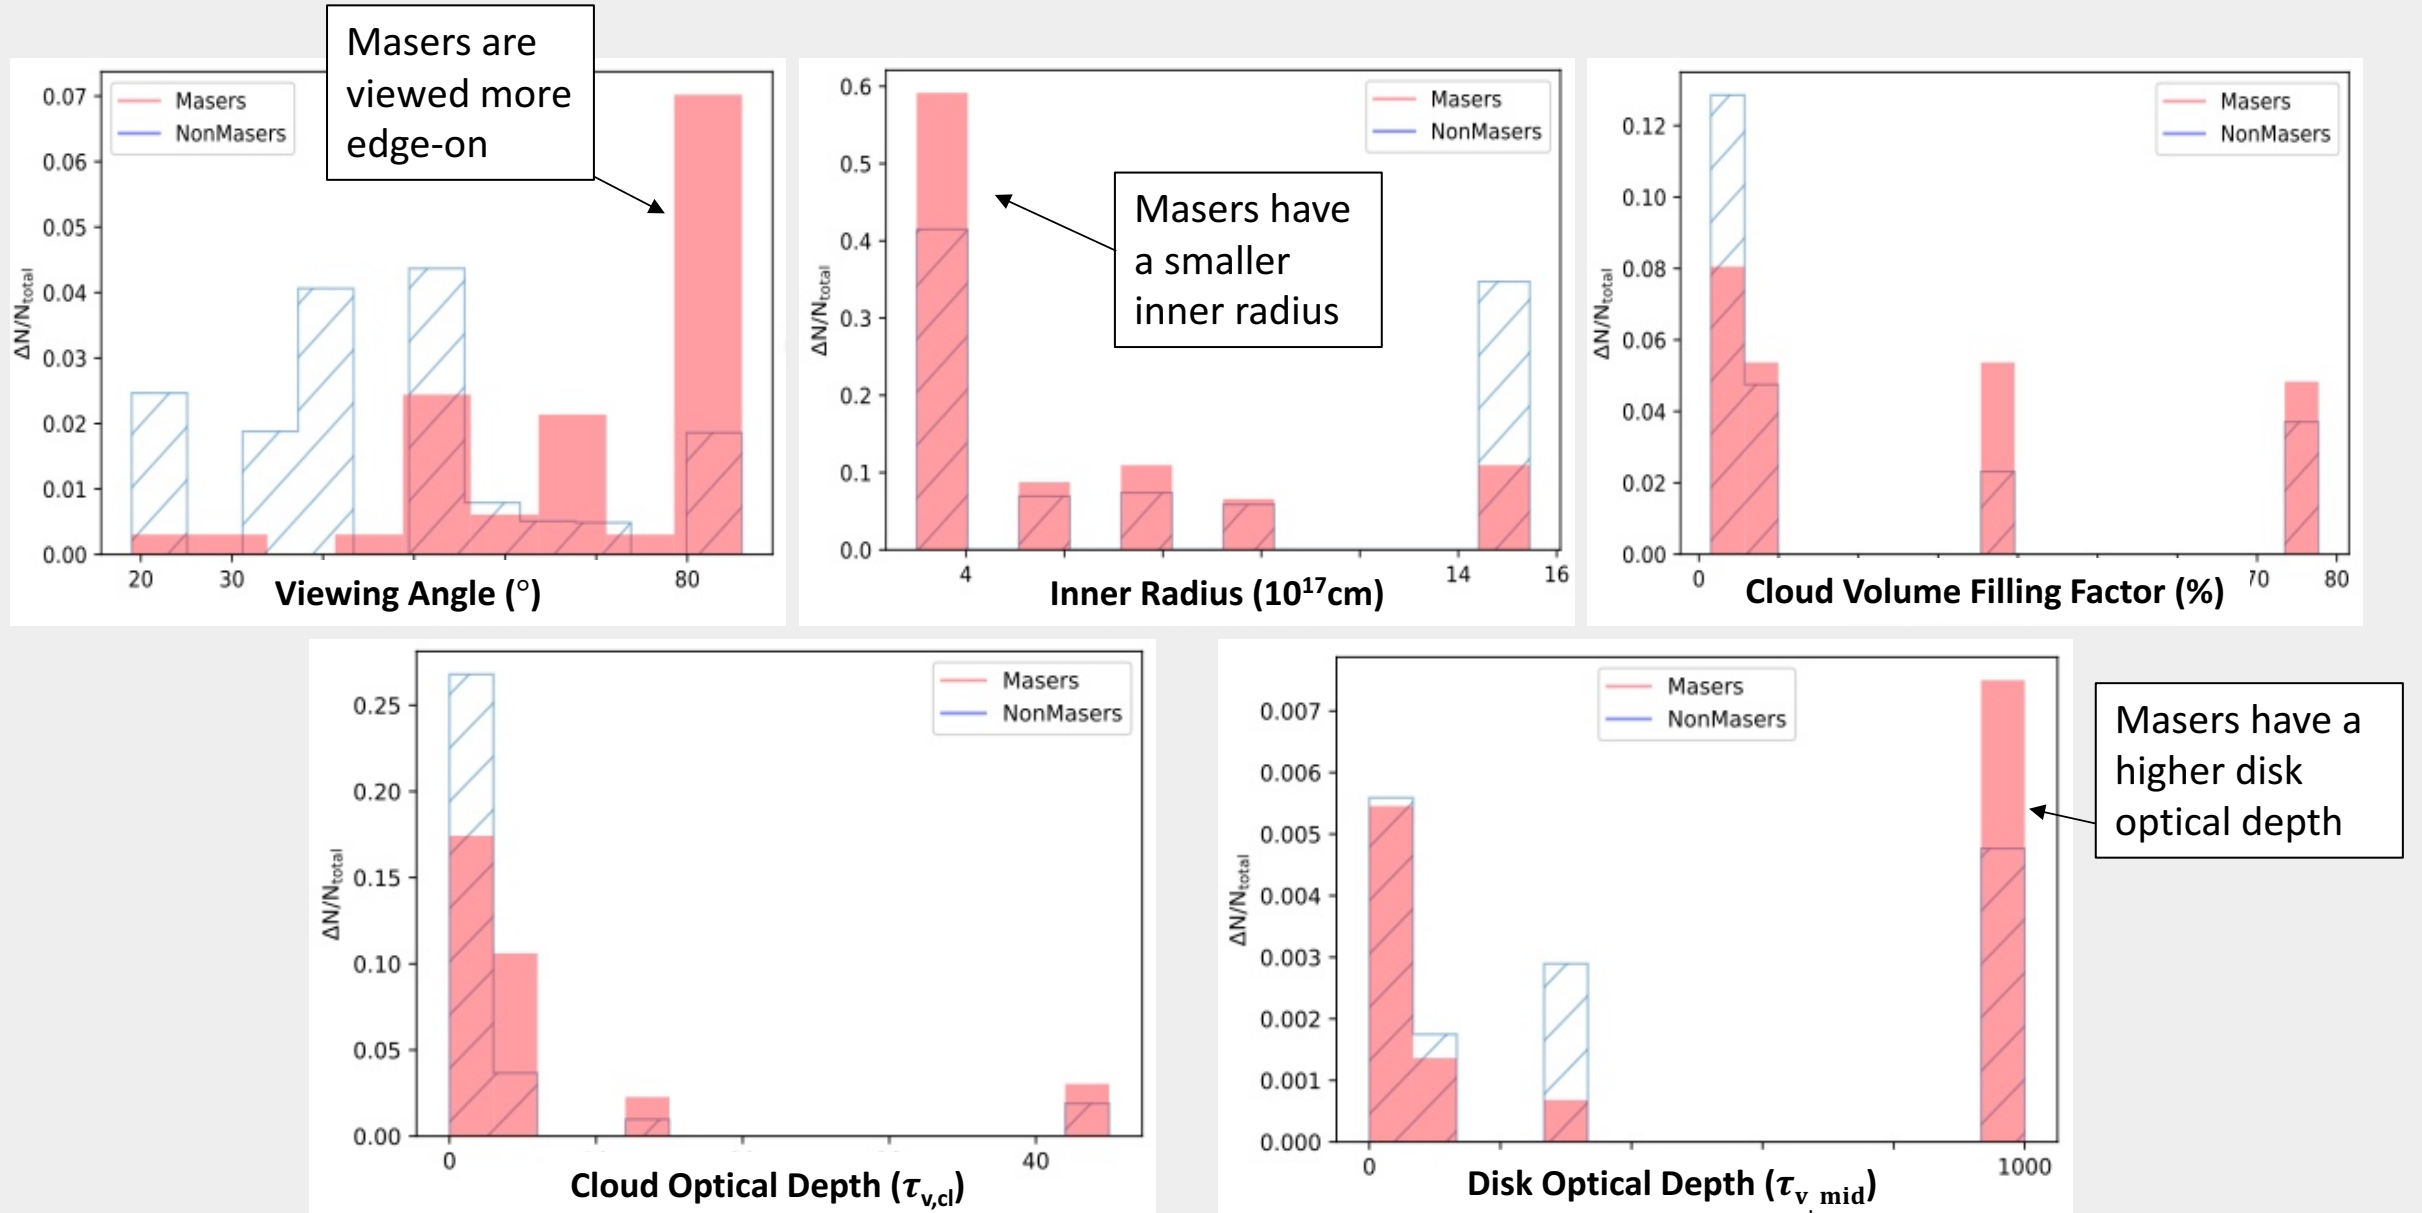 Masers are
viewed more
edge-on
0.07
0.06
0.05
0.04
0.03
0.02
0.01
0.00
ΔN/Ntotal
Masers
NonMasers
20
30
80
Viewing Angle (°)
0.6
0.5
0.4
0.3
0.2
0.1
0.0
ΔN/Ntotal
Masers
NonMasers
Masers have
a smaller
inner radius
4
14
16
Inner Radius (10¹⁷cm)
0.12
0.10
0.08
0.06
0.04
0.02
0.00
ΔN/Ntotal
Masers
NonMasers
0
70
80
Cloud Volume Filling Factor (%)
0.25
0.20
0.15
0.10
0.05
0.00
ΔN/Ntotal
Masers
NonMasers
0
40
Cloud Optical Depth (τv,cl)
0.007
0.006
0.005
0.004
0.003
0.002
0.001
0.000
ΔN/Ntotal
Masers
NonMasers
0
1000
Disk Optical Depth (τv mid)
Masers have a
higher disk
optical depth